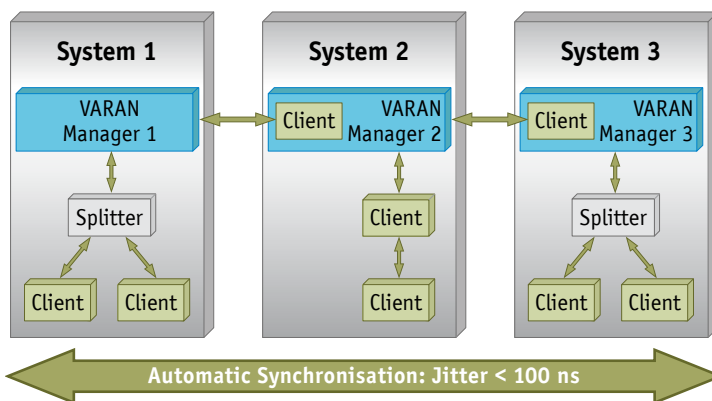 System 1
VARAN
Manager 1
Splitter
Client
Client
System 2
Client
VARAN
Manager 2
Client
Client
System 3
Client
VARAN
Manager 3
Splitter
Client
Client
Automatic Synchronisation: Jitter < 100 ns